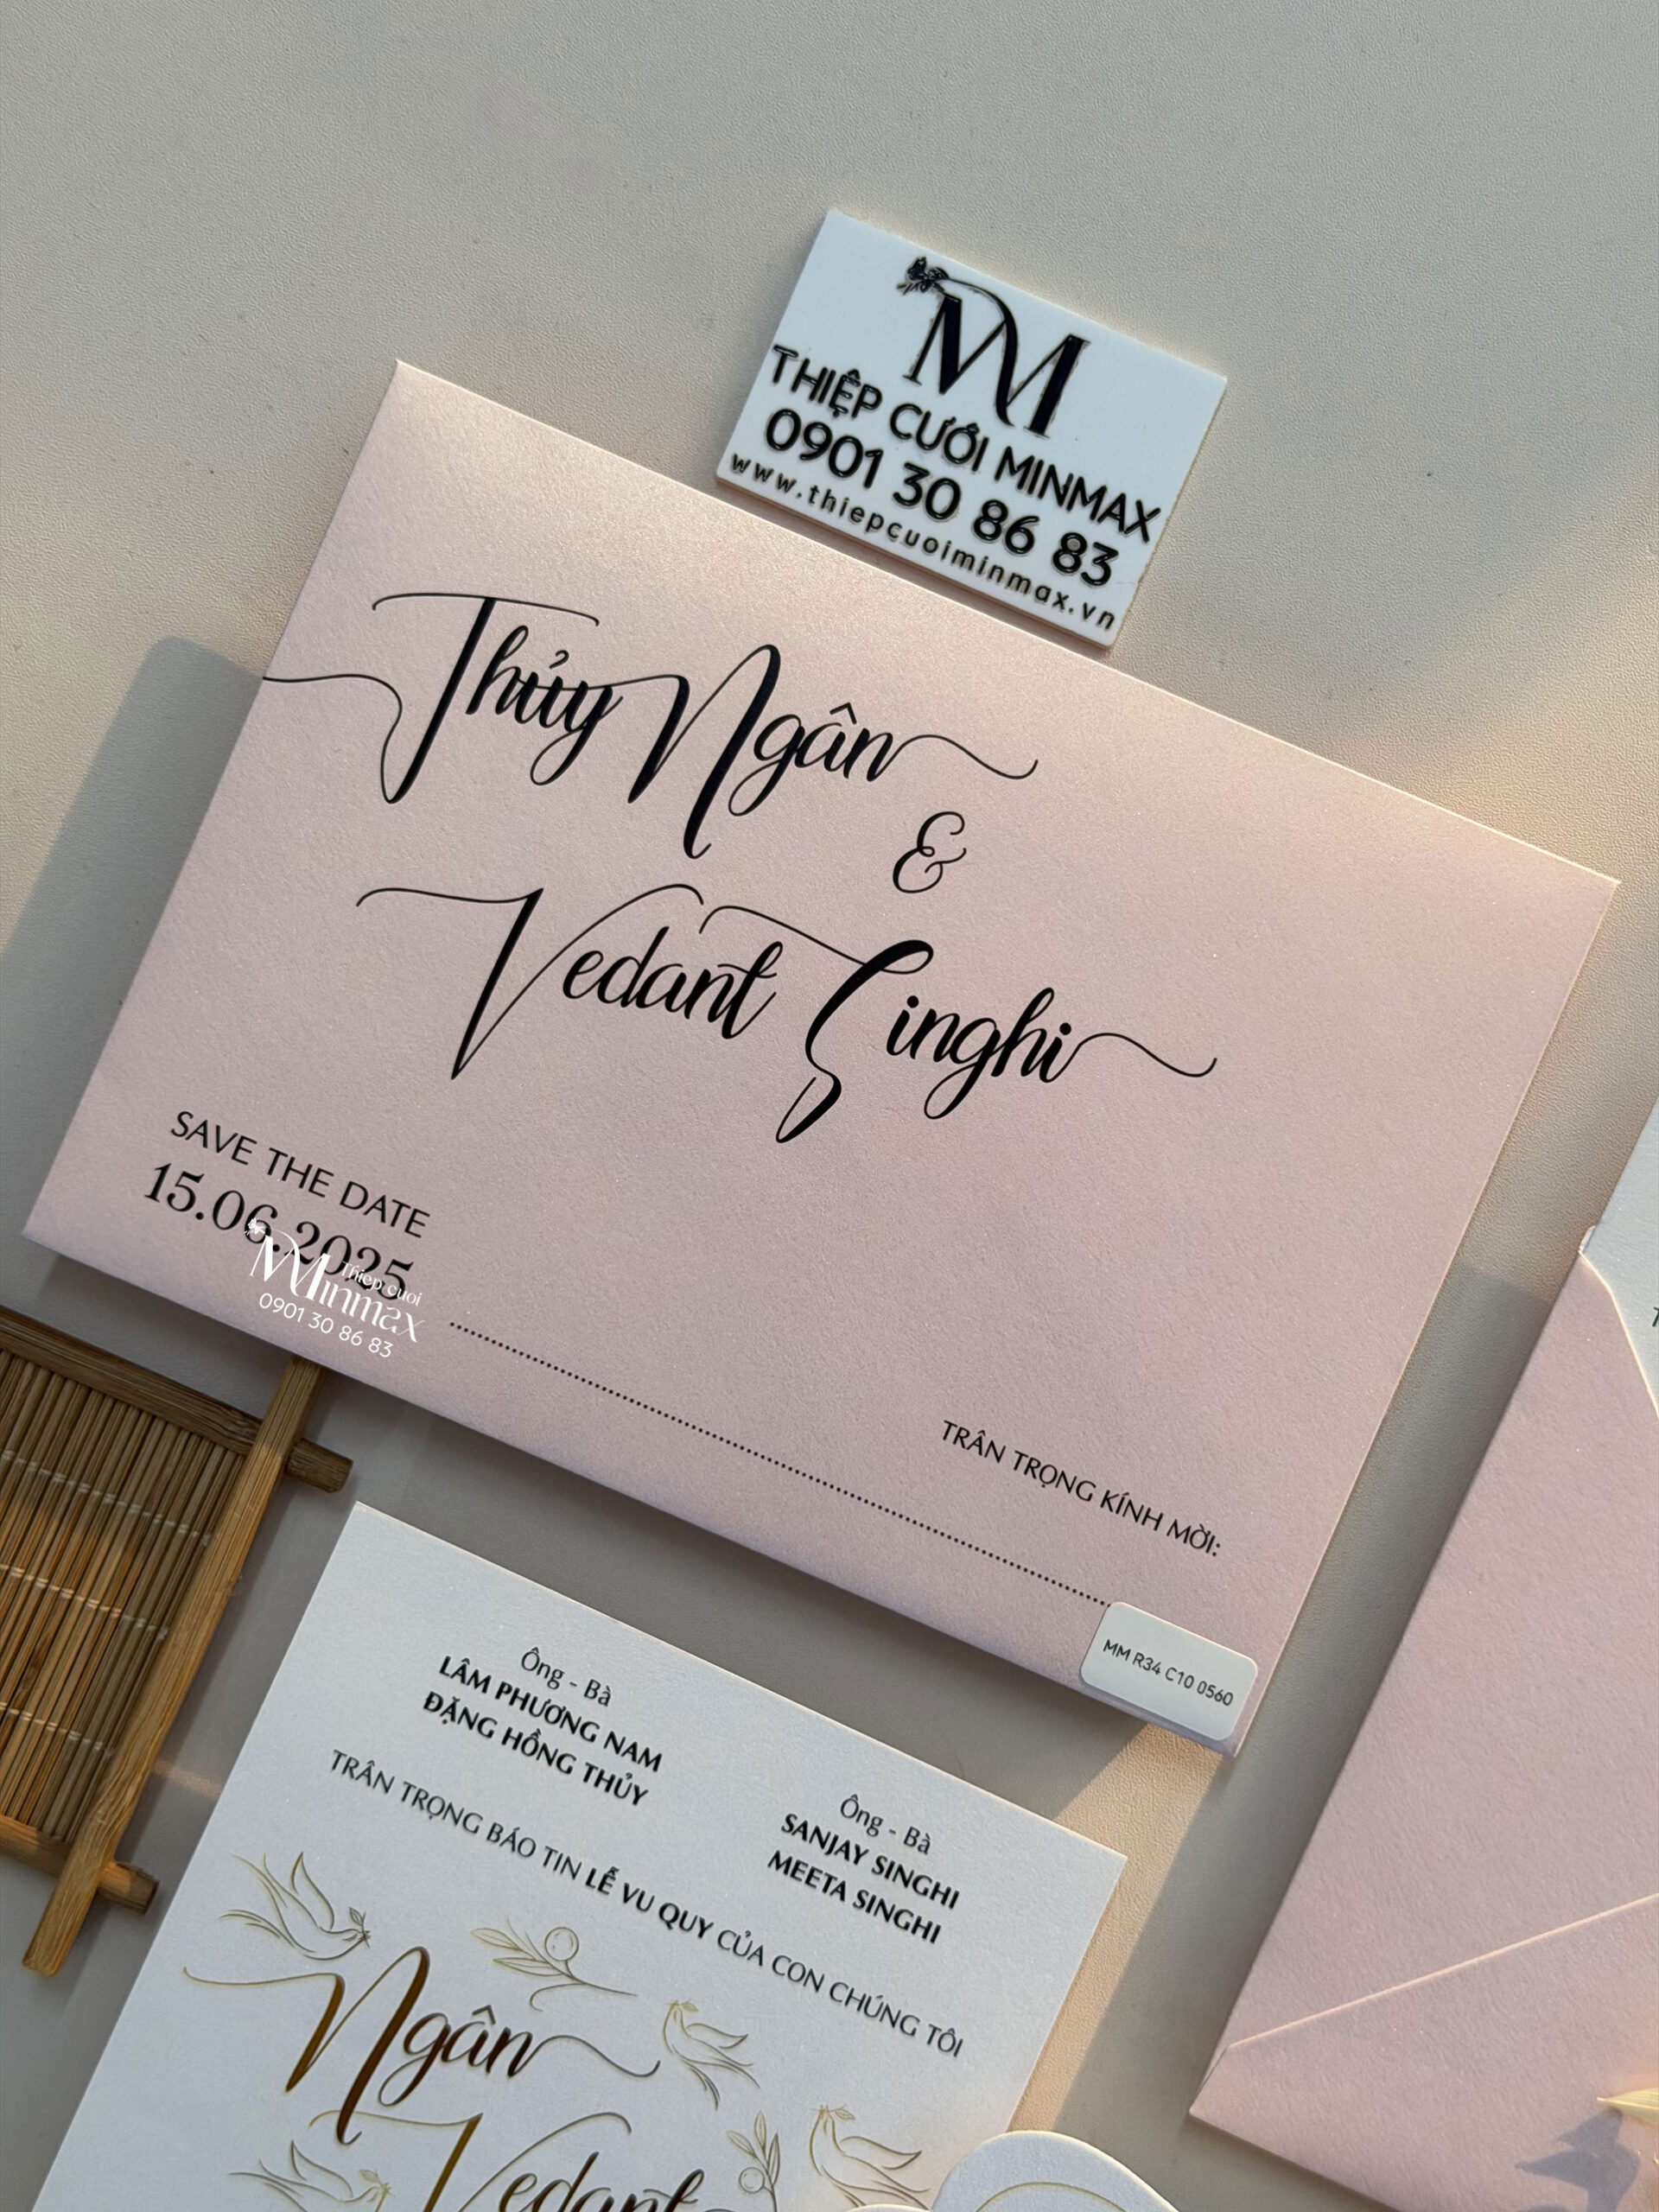 M
THIỆP CƯỚI MINMAX
0901 30 86 83
www.thiepcuoiminmax.vn
Thủy Ngân
&
Vedant Singhi
SAVE THE DATE
15.06.2025
Thiep cuoi
Minmax
0901 30 86 83
TRÂN TRỌNG KÍNH MỜI:
MM R34 C10 0560
Ông - Bà
LÂM PHƯƠNG NAM
ĐẶNG HỒNG THỦY
Ông - Bà
SANJAY SINGHI
MEETA SINGHI
TRÂN TRỌNG BÁO TIN LỄ VU QUY CỦA CON CHÚNG TÔI
Ngân
Vedant